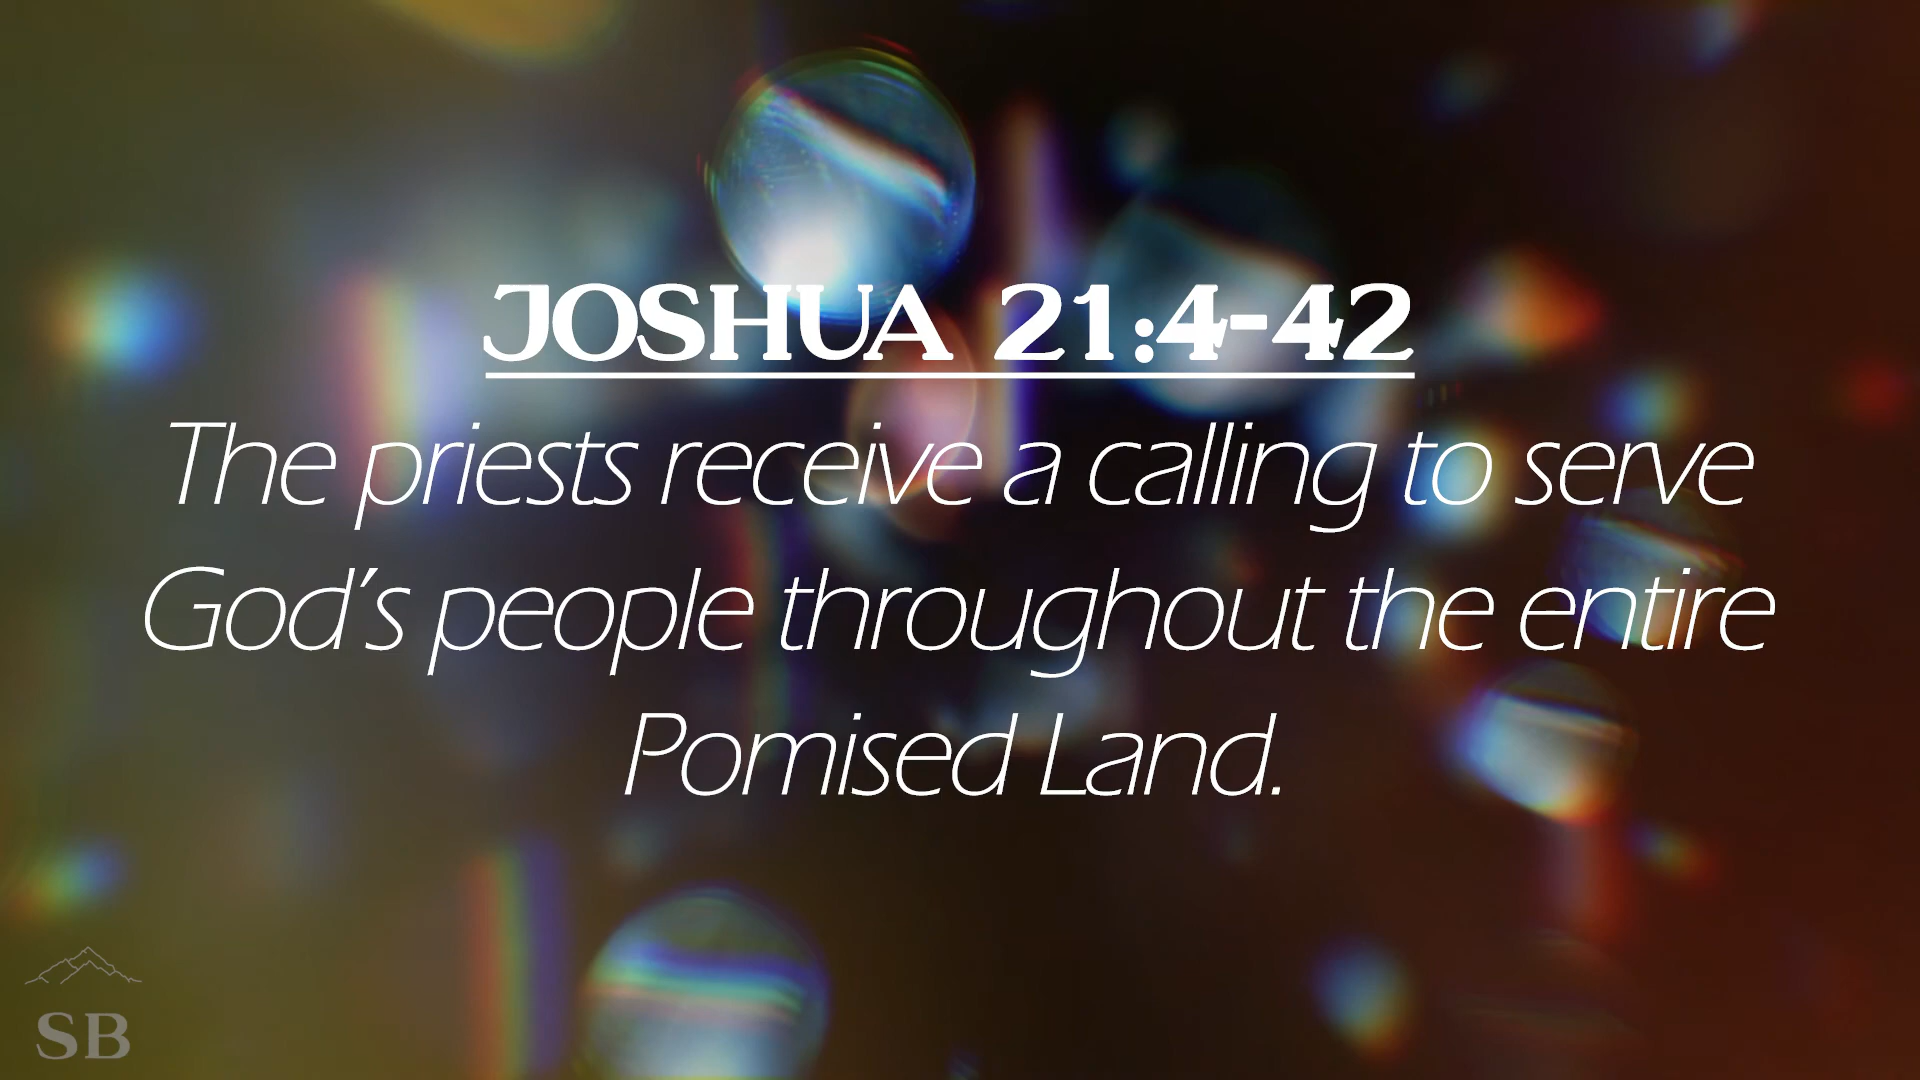 JOSHUA 21:4-42
The priests receive a calling to serve
God's people throughout the entire
Pomised Land.
SB